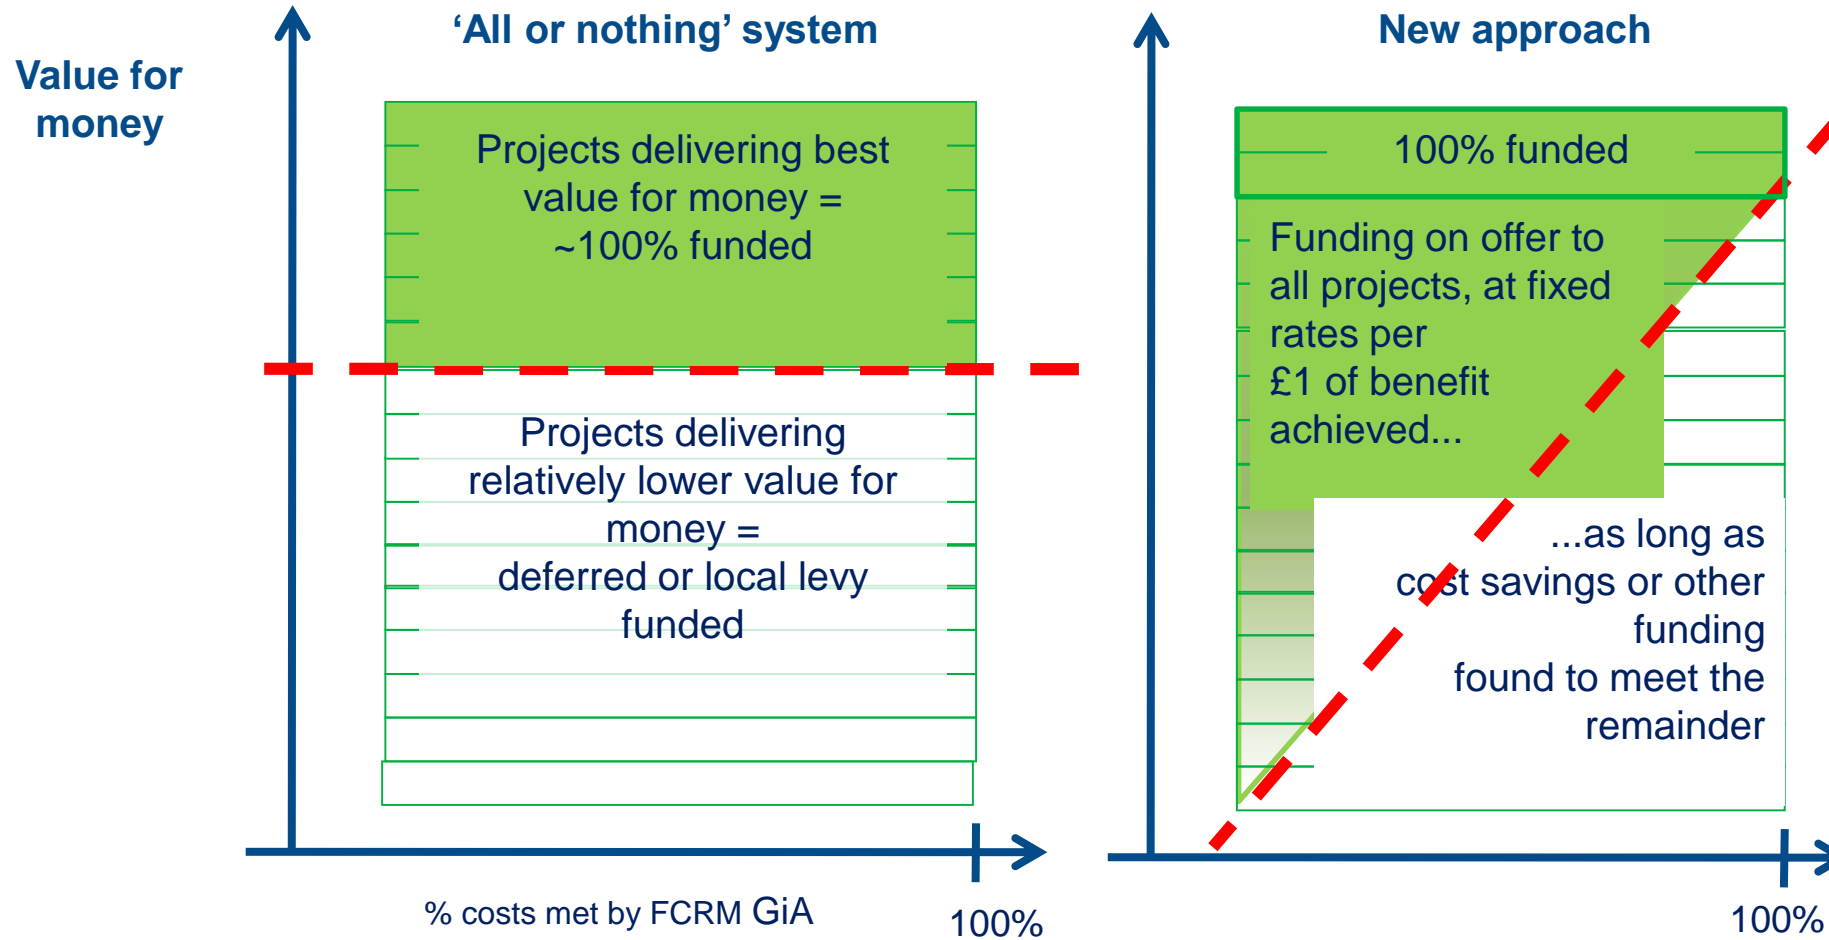 Value for
money
‘All or nothing’ system
Projects delivering best
value for money =
~100% funded
Projects delivering
relatively lower value for
money =
deferred or local levy
funded
% costs met by FCRM GiA
100%
New approach
100% funded
Funding on offer to
all projects, at fixed
rates per
£1 of benefit
achieved...
...as long as
cost savings or other
funding
found to meet the
remainder
100%